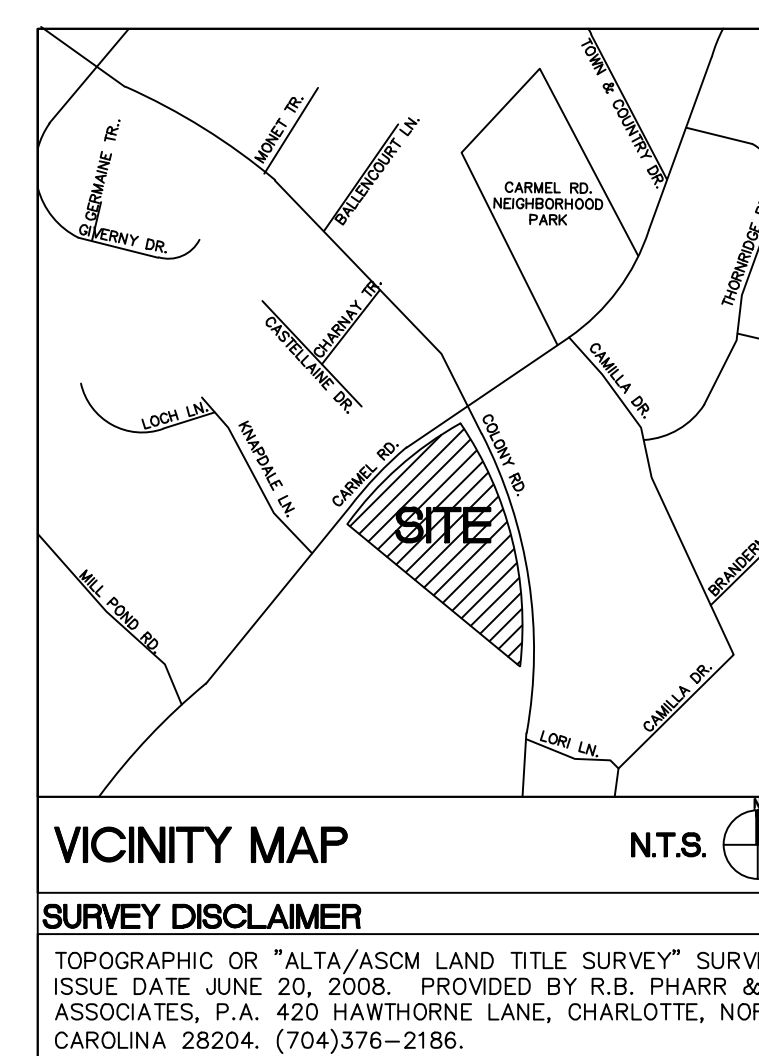 TOWN & COUNTRY DR.
MONET TR.
BALLENCOURT LN.
GERMAINE TR..
GIVERNY DR.
CARMEL RD.
NEIGHBORHOOD
PARK
THORNRIDGE
CHARNAY TR.
CASTELLAINE DR.
CAMILLA DR.
LOCH LN.
KNAPDALE LN.
CARMEL RD.
COLONY RD.
SITE
MILL POND RD.
CAMILLA DR.
LORI LN.
VICINITY MAP
N.T.S.
SURVEY DISCLAIMER
TOPOGRAPHIC OR "ALTA/ASCM LAND TITLE SURVEY"
ISSUE DATE JUNE 20, 2008. PROVIDED BY R.B. PHARR &
ASSOCIATES, P.A. 420 HAWTHORNE LANE, CHARLOTTE,
CAROLINA 28204. (704)376-2186.